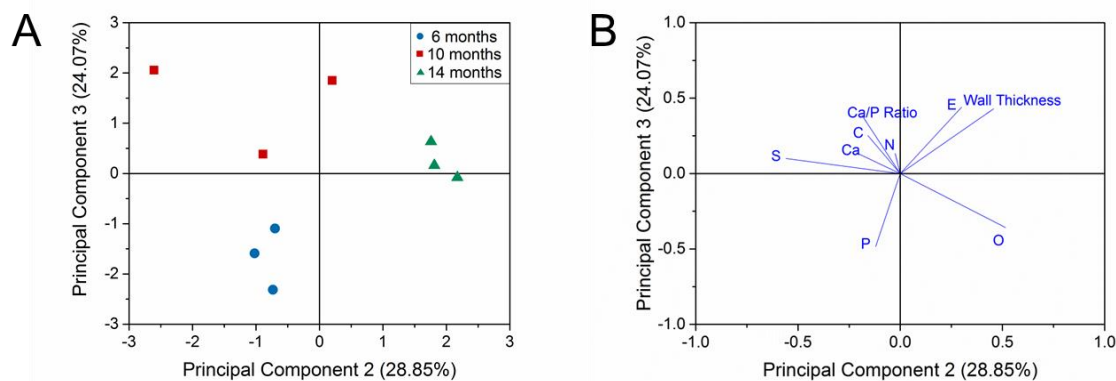 A
B
Principal Component 3 (24.07%)
3
2
1
0
-1
-2
-3
6 months
10 months
14 months
-3
-2
-1
0
1
2
3
Principal Component 2 (28.85%)
Principal Component 3 (24.07%)
1.0
0.5
0.0
-0.5
-1.0
E
Wall Thickness
Ca/P Ratio
C
N
Ca
S
P
O
-1.0
-0.5
0.0
0.5
1.0
Principal Component 2 (28.85%)